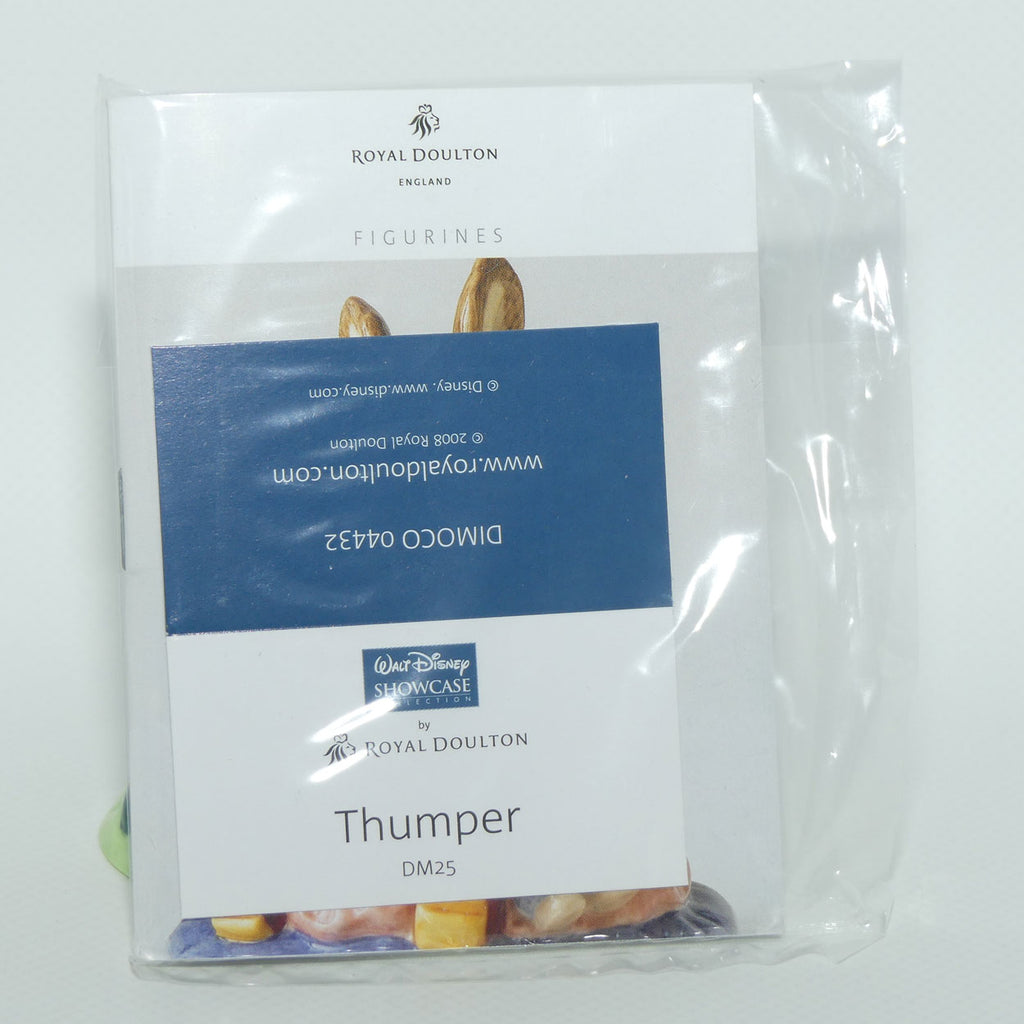 ROYAL DOULTON
ENGLAND
FIGURINES
© Disney. www.disney.com
© 2008 Royal Doulton
www.royaldoulton.com
DIMOCO 04432
WALT DISNEY
SHOWCASE
COLLECTION
by
ROYAL DOULTON
Thumper
DM25